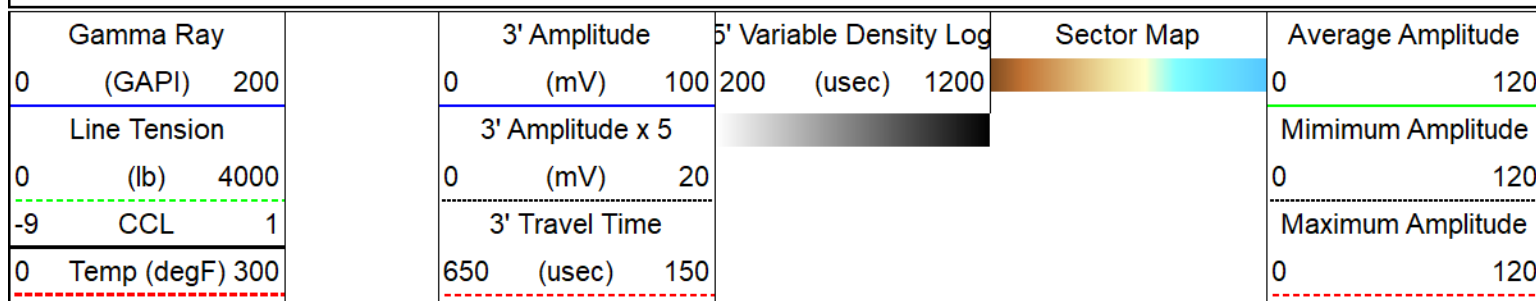 Gamma Ray
0 (GAPI) 200
Line Tension
0 (lb) 4000
-9 CCL 1
0 Temp (degF) 300
3' Amplitude
0 (mV) 100
3' Amplitude x 5
0 (mV) 20
3' Travel Time
650 (usec) 150
5' Variable Density Log
200 (usec) 1200
Sector Map
Average Amplitude
0 120
Mimimum Amplitude
0 120
Maximum Amplitude
0 120